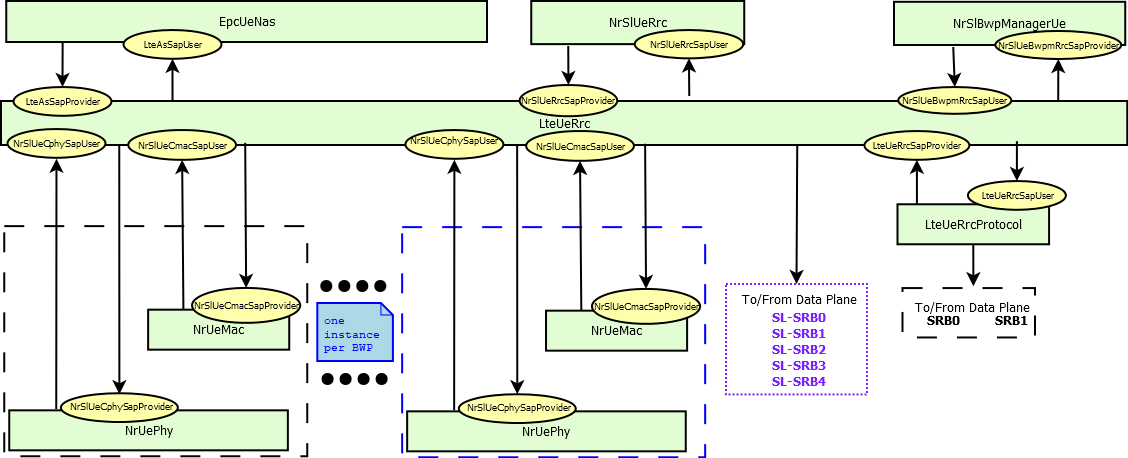 EpcUeNas
NrSlUeRrc
NrSlBwpManagerUe
LteAsSapUser
NrSlUeRrcSapUser
NrSlUeBwpmRrcSapProvider
LteAsSapProvider
NrSlUeRrcSapProvider
NrSlUeBwpmRrcSapUser
LteUeRrc
NrSlUeCphySapUser
NrSlUeCmacSapUser
NrSlUeCphySapUser
NrSlUeCmacSapUser
LteUeRrcSapProvider
LteUeRrcSapUser
LteUeRrcProtocol
NrSlUeCmacSapProvider
NrUeMac
one
instance
per BWP
NrSlUeCmacSapProvider
NrUeMac
To/From Data Plane
SL-SRB0
SL-SRB1
SL-SRB2
SL-SRB3
SL-SRB4
To/From Data Plane
SRB0 SRB1
NrSlUeCphySapProvider
NrUePhy
NrSlUeCphySapProvider
NrUePhy